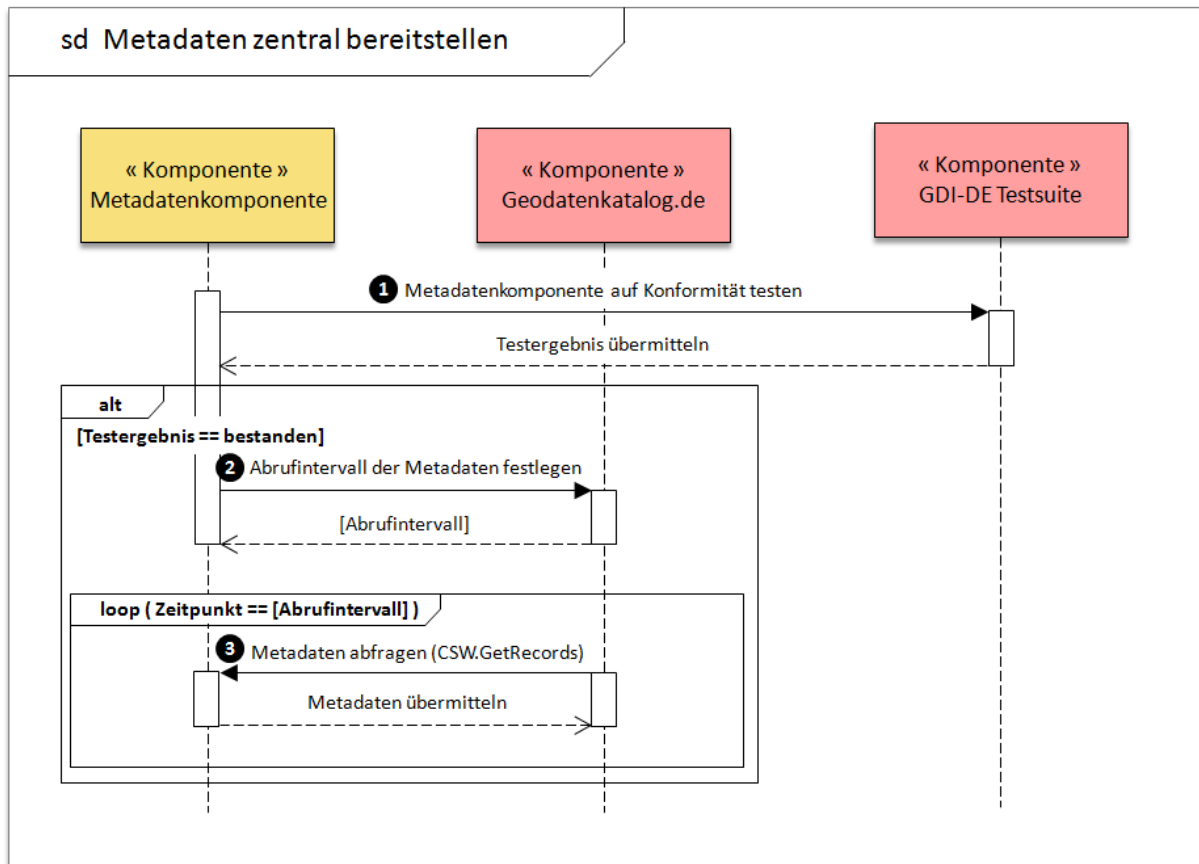 sd Metadaten zentral bereitstellen
« Komponente »
Metadatenkomponente
« Komponente »
Geodatenkatalog.de
« Komponente »
GDI-DE Testsuite
1 Metadatenkomponente auf Konformität testen
Testergebnis übermitteln
alt
[Testergebnis == bestanden]
2 Abrufintervall der Metadaten festlegen
[Abrufintervall]
loop ( Zeitpunkt == [Abrufintervall] )
3 Metadaten abfragen (CSW.GetRecords)
Metadaten übermitteln